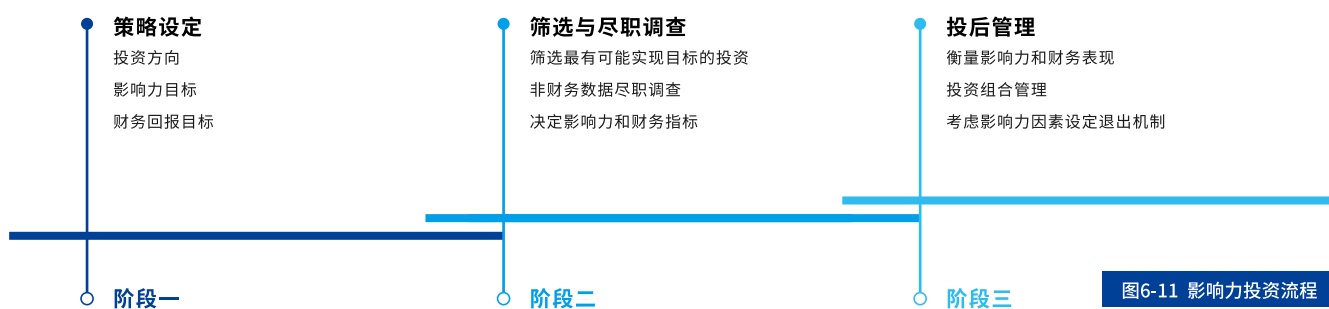 策略设定
投资方向
影响力目标
财务回报目标
阶段一
筛选与尽职调查
筛选最有可能实现目标的投资
非财务数据尽职调查
决定影响力和财务指标
阶段二
投后管理
衡量影响力和财务表现
投资组合管理
考虑影响力因素设定退出机制
阶段三
图6-11 影响力投资流程